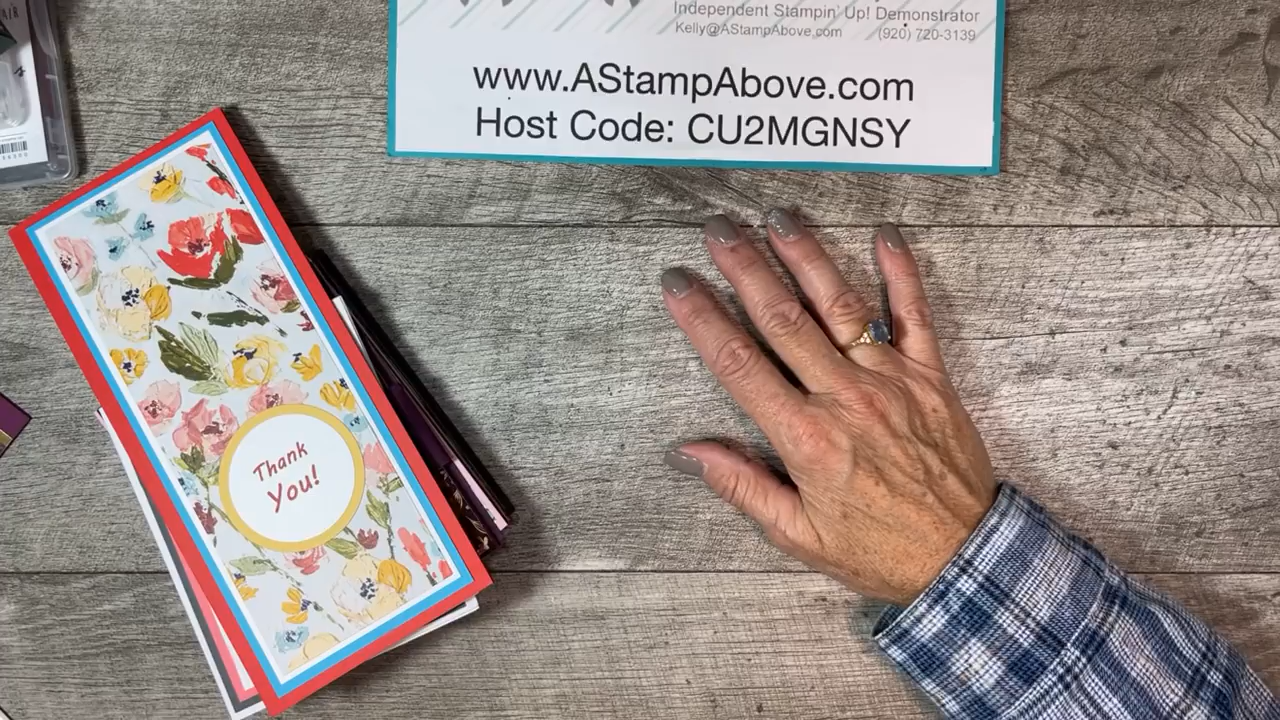 Independent Stampin' Up! Demonstrator
Kelly@AStampAbove.com (920) 720-3139
www.AStampAbove.com
Host Code: CU2MGNSY
Thank
You!